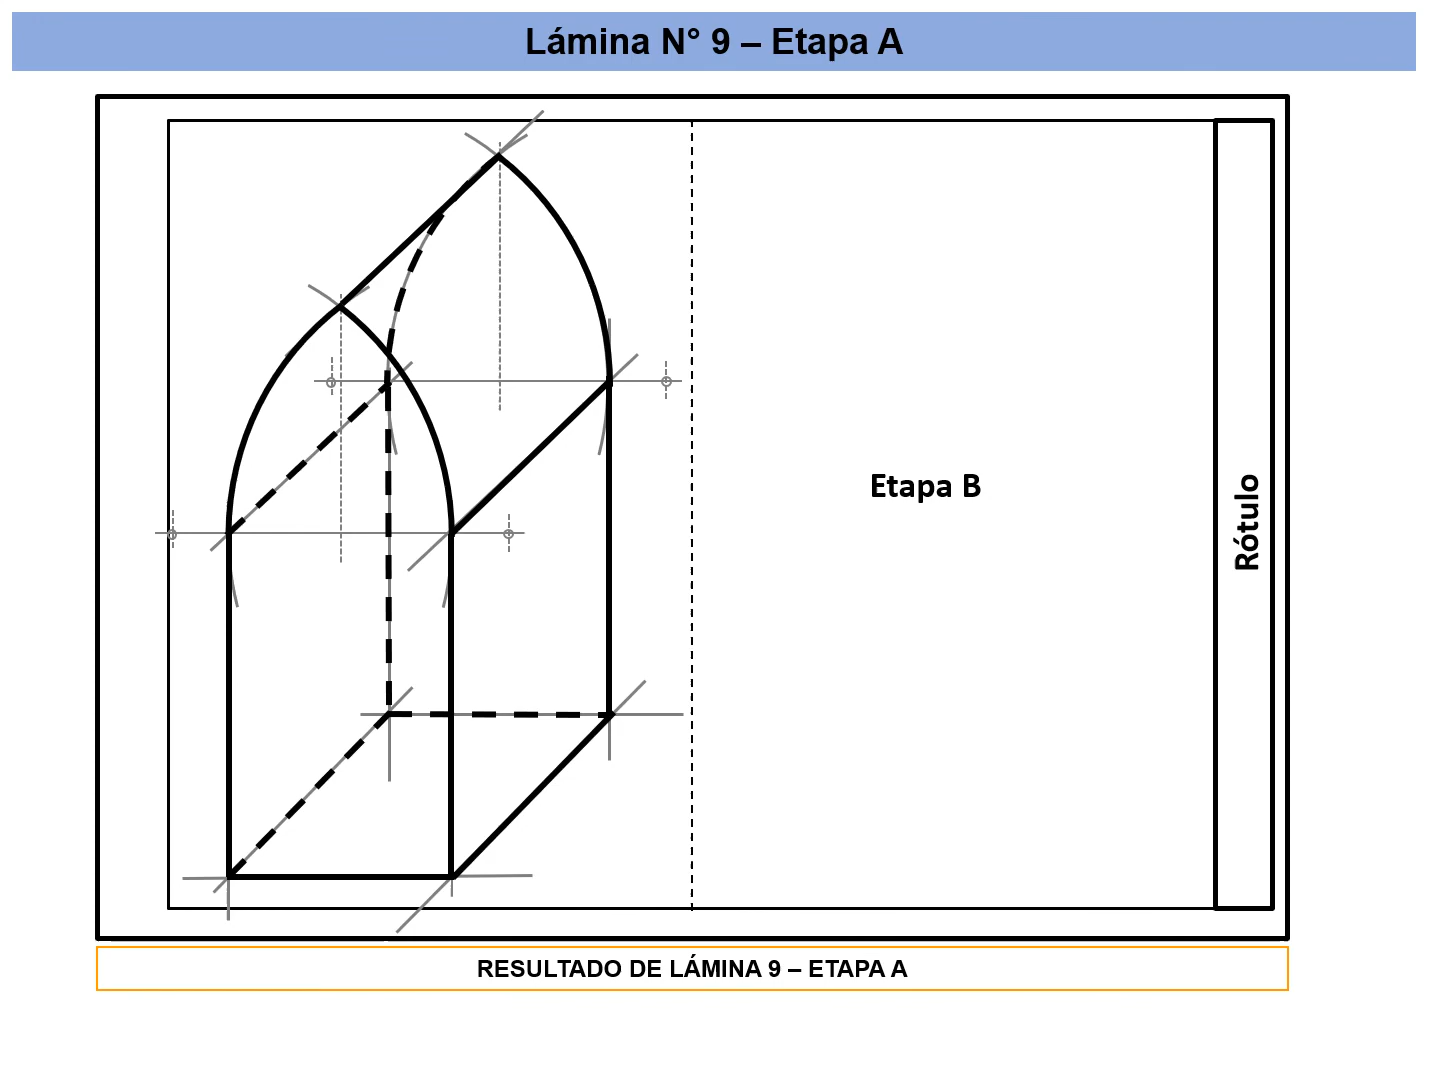 Lámina N° 9 – Etapa A
Etapa B
Rótulo
RESULTADO DE LÁMINA 9 – ETAPA A